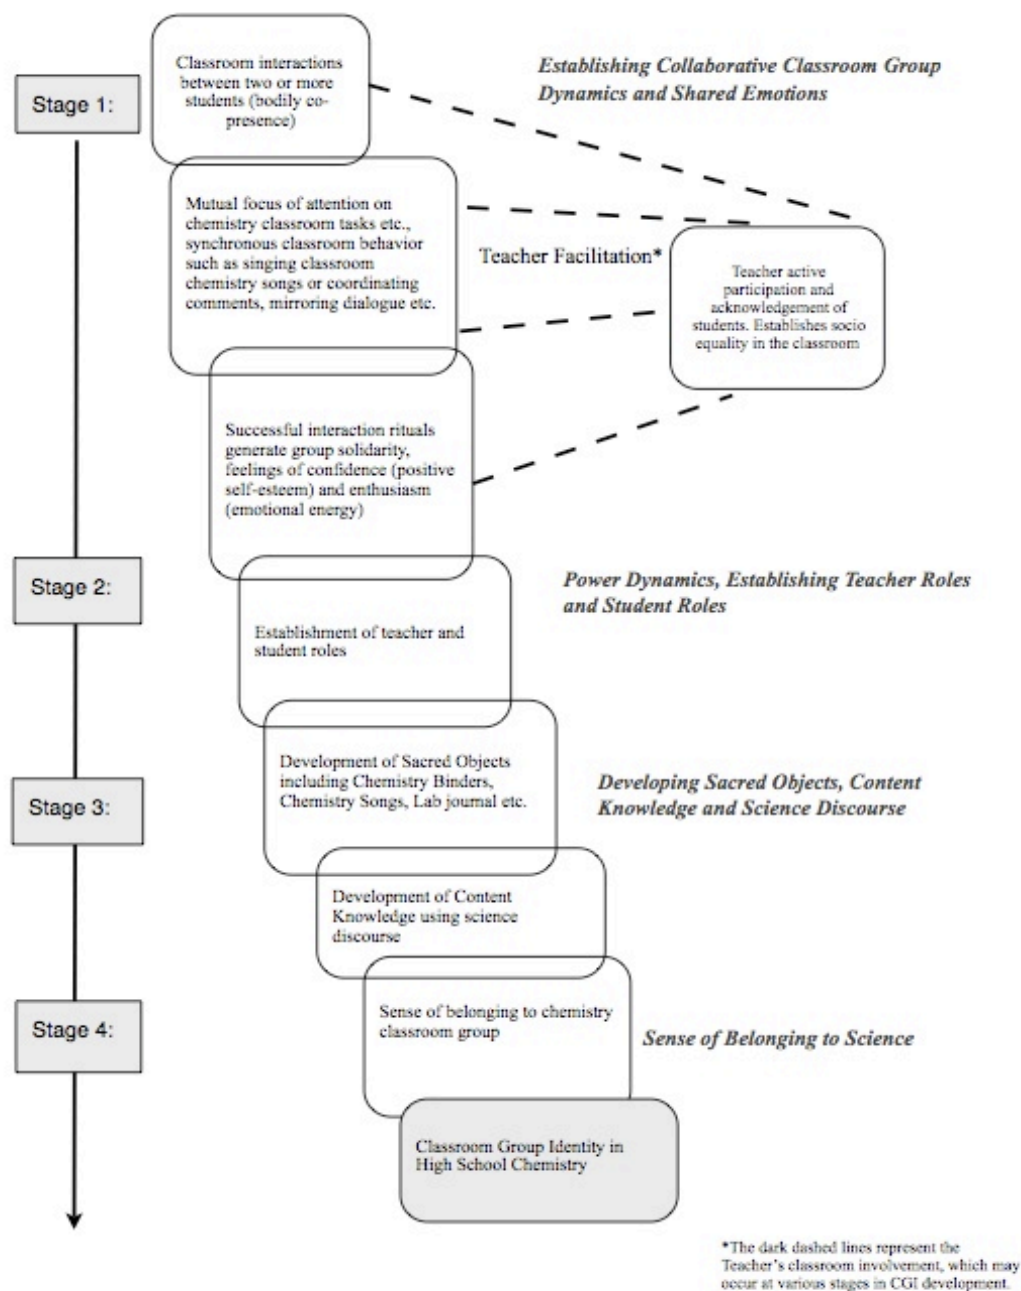 Stage 1:
Classroom interactions
between two or more
students (bodily co-
presence)
Establishing Collaborative Classroom Group
Dynamics and Shared Emotions
Mutual focus of attention on
chemistry classroom tasks etc.,
synchronous classroom behavior
such as singing classroom
chemistry songs or coordinating
comments, mirroring dialogue etc.
Teacher Facilitation*
Teacher active
participation and
acknowledgement of
students. Establishes socio
equality in the classroom
Successful interaction rituals
generate group solidarity,
feelings of confidence (positive
self-esteem) and enthusiasm
(emotional energy)
Stage 2:
Power Dynamics, Establishing Teacher Roles
and Student Roles
Establishment of teacher and
student roles
Stage 3:
Development of Sacred Objects
including Chemistry Binders,
Chemistry Songs, Lab journal etc.
Developing Sacred Objects, Content
Knowledge and Science Discourse
Development of Content
Knowledge using science
discourse
Stage 4:
Sense of belonging to chemistry
classroom group
Sense of Belonging to Science
Classroom Group Identity in
High School Chemistry
*The dark dashed lines represent the
Teacher's classroom involvement, which may
occur at various stages in CGI development.